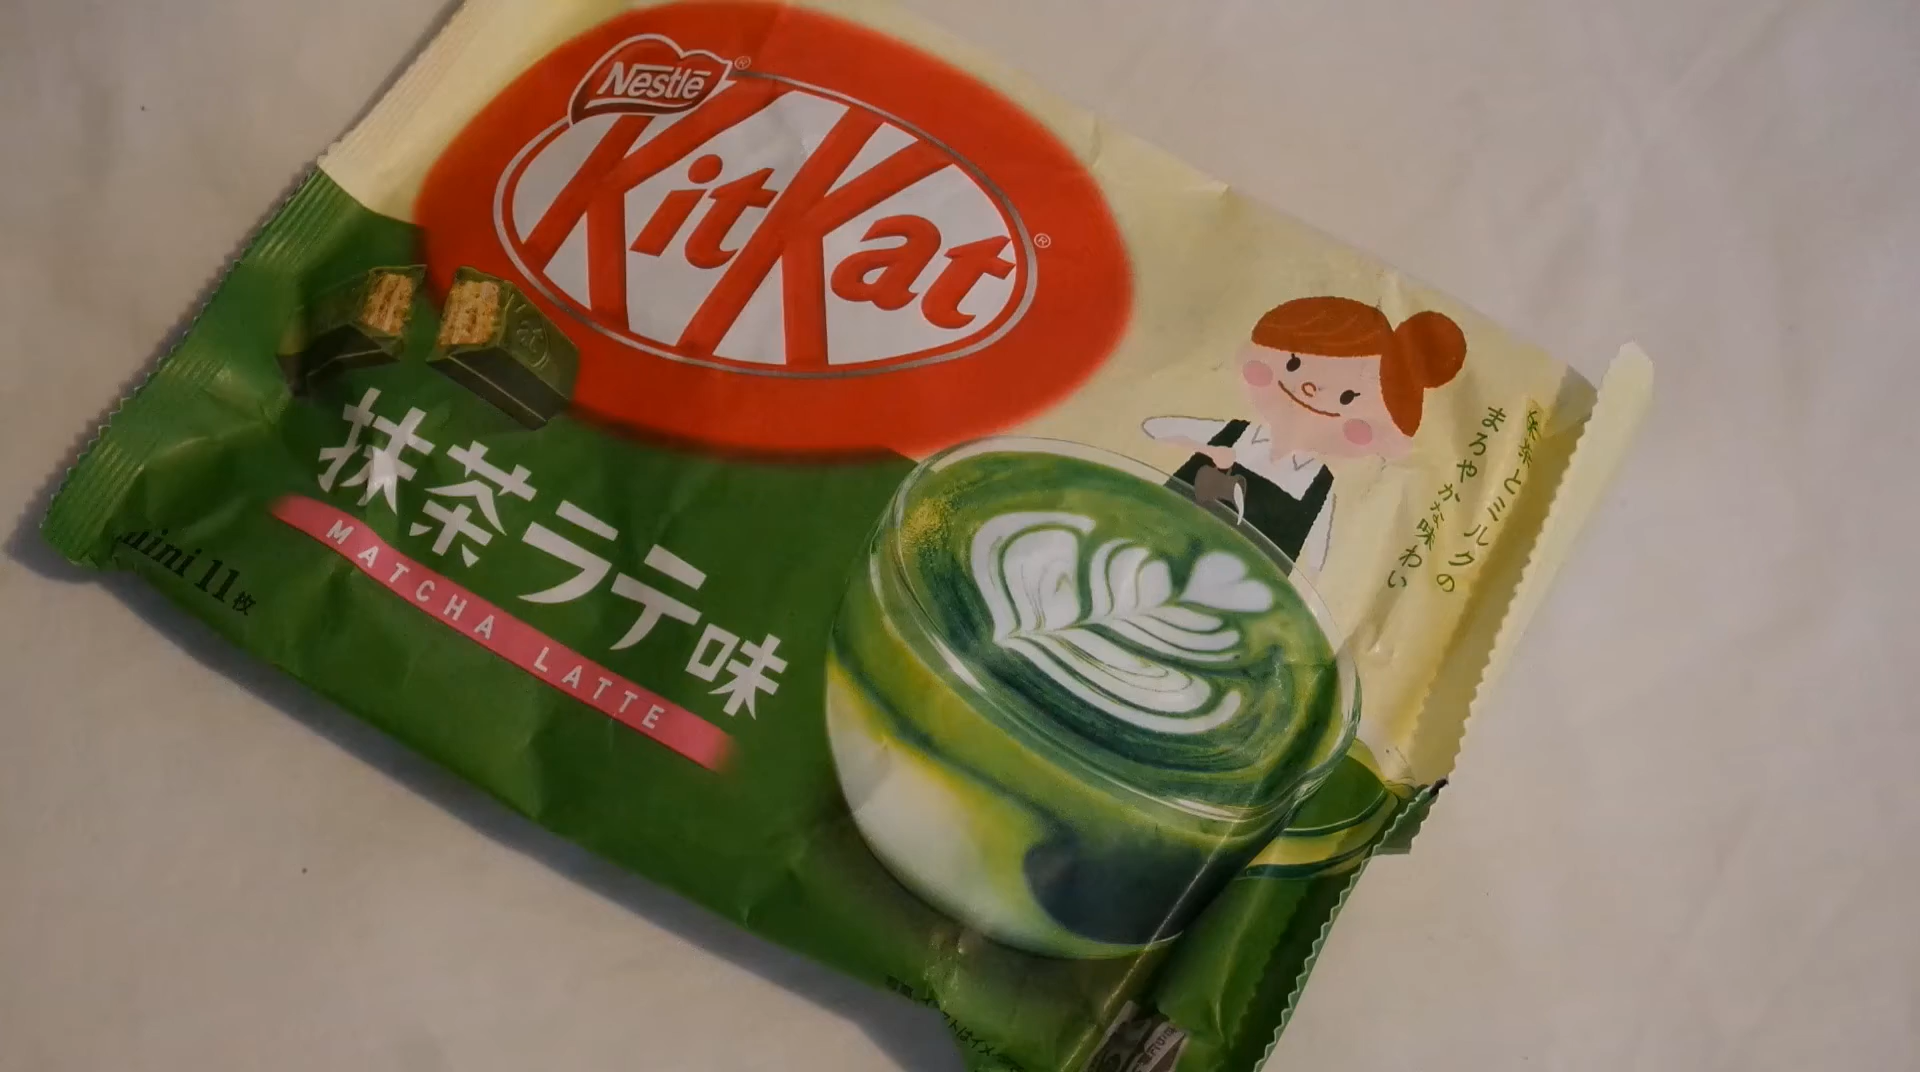 Nestlé
KitKat
抹茶ラテ味
MATCHA LATTE
mini 11枚
抹茶とミルクの
まろやかな味わい